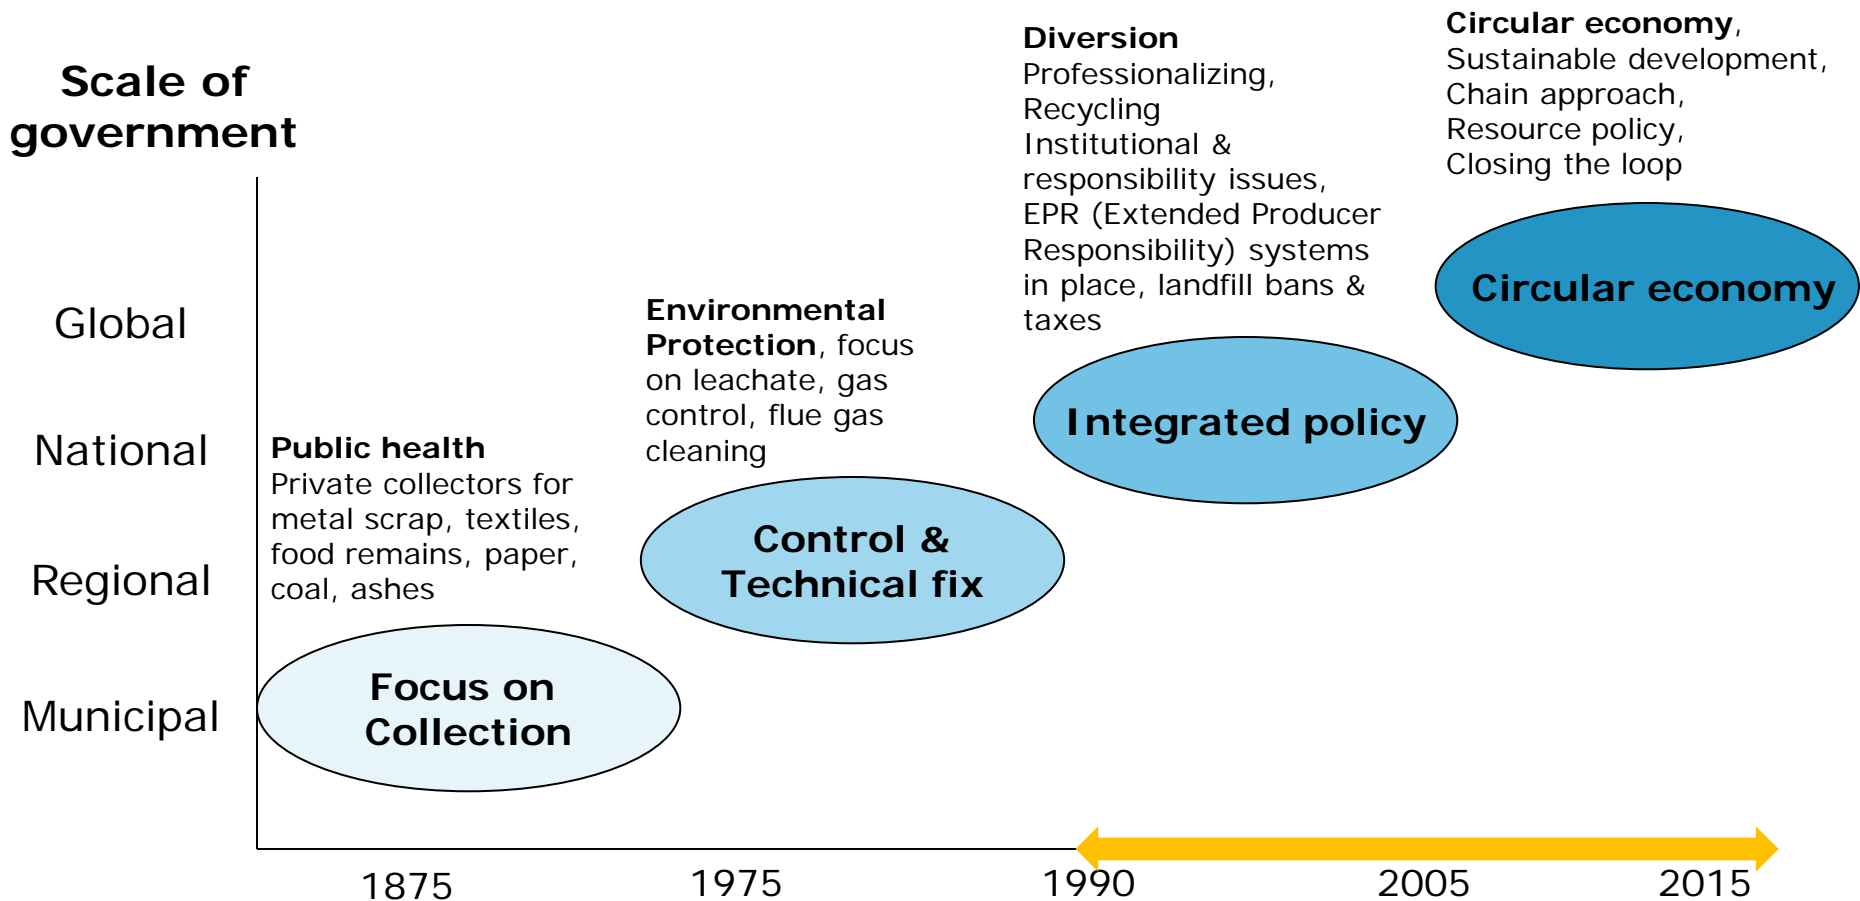 Scale of
government
Global
National
Regional
Municipal
Public health
Private collectors for
metal scrap, textiles,
food remains, paper,
coal, ashes
Focus on
Collection
Environmental
Protection, focus
on leachate, gas
control, flue gas
cleaning
Control &
Technical fix
Diversion
Professionalizing,
Recycling
Institutional &
responsibility issues,
EPR (Extended Producer
Responsibility) systems
in place, landfill bans &
taxes
Integrated policy
Circular economy,
Sustainable development,
Chain approach,
Resource policy,
Closing the loop
Circular economy
1875
1975
1990
2005
2015